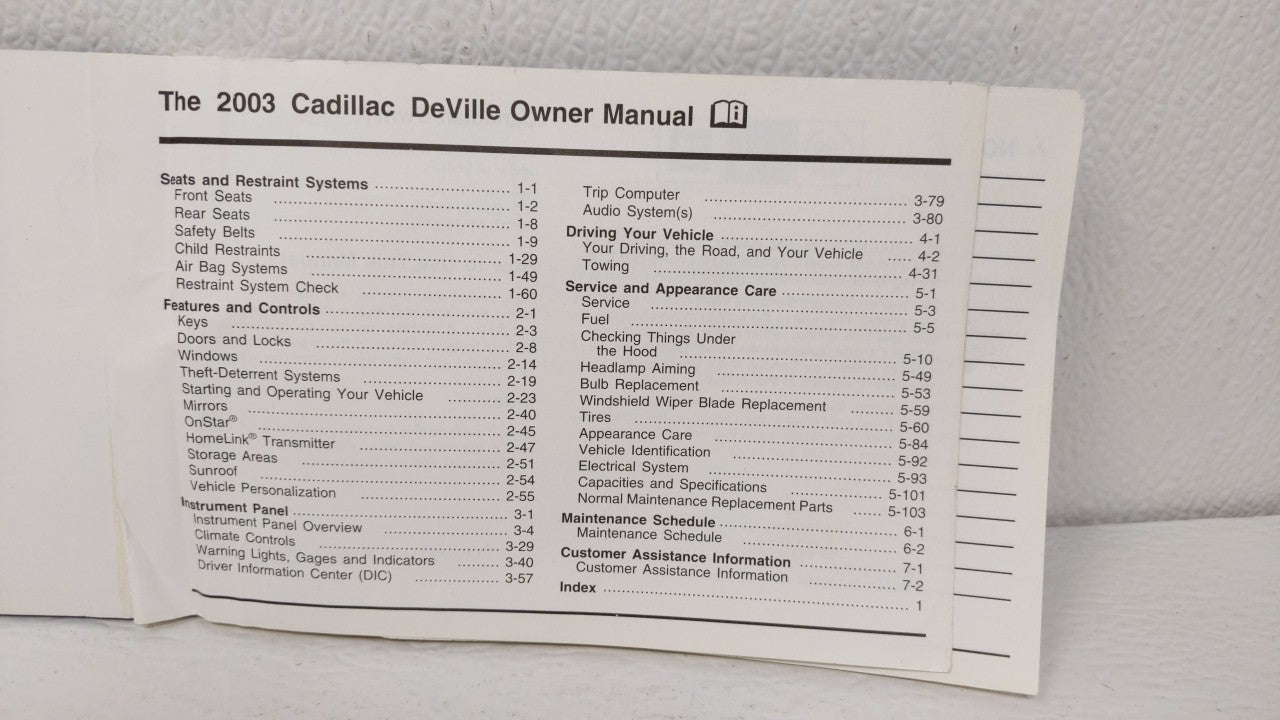 The 2003 Cadillac DeVille Owner Manual
Seats and Restraint Systems ... 1-1
Front Seats ... 1-2
Rear Seats ... 1-8
Safety Belts ... 1-9
Child Restraints ... 1-29
Air Bag Systems ... 1-49
Restraint System Check ... 1-60
Features and Controls ... 2-1
Keys ... 2-3
Doors and Locks ... 2-8
Windows ... 2-14
Theft-Deterrent Systems ... 2-19
Starting and Operating Your Vehicle ... 2-23
Mirrors ... 2-40
OnStar® ... 2-45
HomeLink® Transmitter ... 2-47
Storage Areas ... 2-51
Sunroof ... 2-54
Vehicle Personalization ... 2-55
Instrument Panel ... 3-1
Instrument Panel Overview ... 3-4
Climate Controls ... 3-29
Warning Lights, Gages and Indicators ... 3-40
Driver Information Center (DIC) ... 3-57
Trip Computer ... 3-79
Audio System(s) ... 3-80
Driving Your Vehicle ... 4-1
Your Driving, the Road, and Your Vehicle ... 4-2
Towing ... 4-31
Service and Appearance Care ... 5-1
Service ... 5-3
Fuel ... 5-5
Checking Things Under
the Hood ... 5-10
Headlamp Aiming ... 5-49
Bulb Replacement ... 5-53
Windshield Wiper Blade Replacement ... 5-59
Tires ... 5-60
Appearance Care ... 5-84
Vehicle Identification ... 5-92
Electrical System ... 5-93
Capacities and Specifications ... 5-101
Normal Maintenance Replacement Parts ... 5-103
Maintenance Schedule ... 6-1
Maintenance Schedule ... 6-2
Customer Assistance Information ... 7-1
Customer Assistance Information ... 7-2
Index ... 1